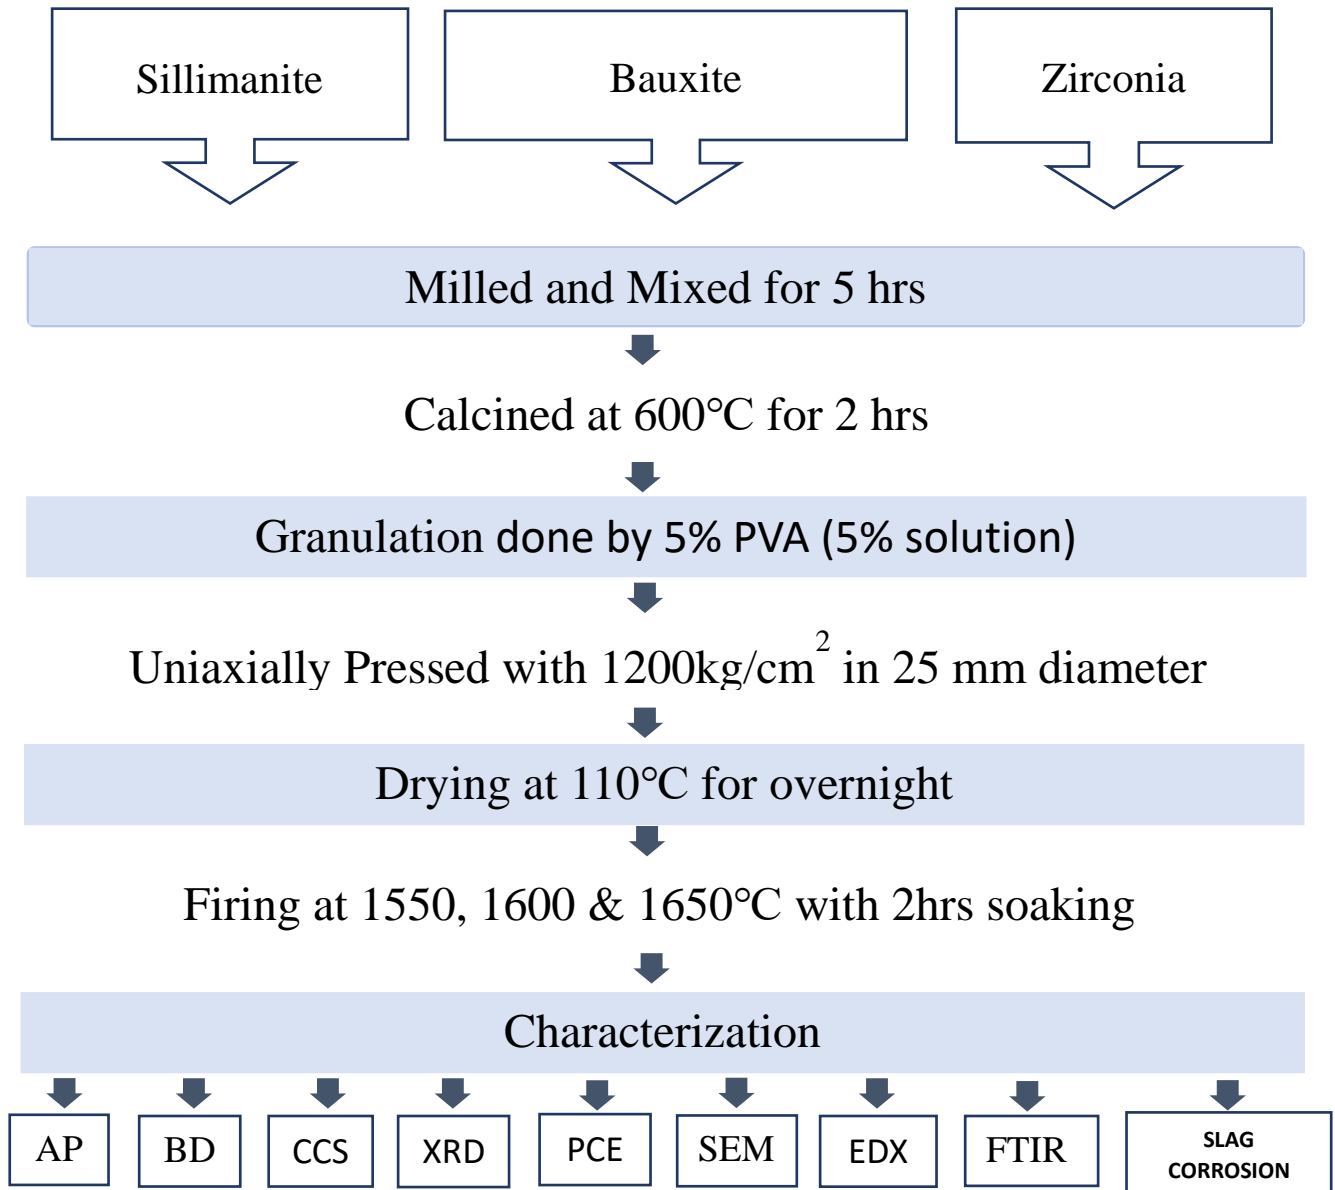 Sillimanite
Bauxite
Zirconia
Milled and Mixed for 5 hrs
Calcined at 600°C for 2 hrs
Granulation done by 5% PVA (5% solution)
Uniaxially Pressed with 1200kg/cm² in 25 mm diameter
Drying at 110°C for overnight
Firing at 1550, 1600 & 1650°C with 2hrs soaking
Characterization
AP
BD
CCS
XRD
PCE
SEM
EDX
FTIR
SLAG
CORROSION